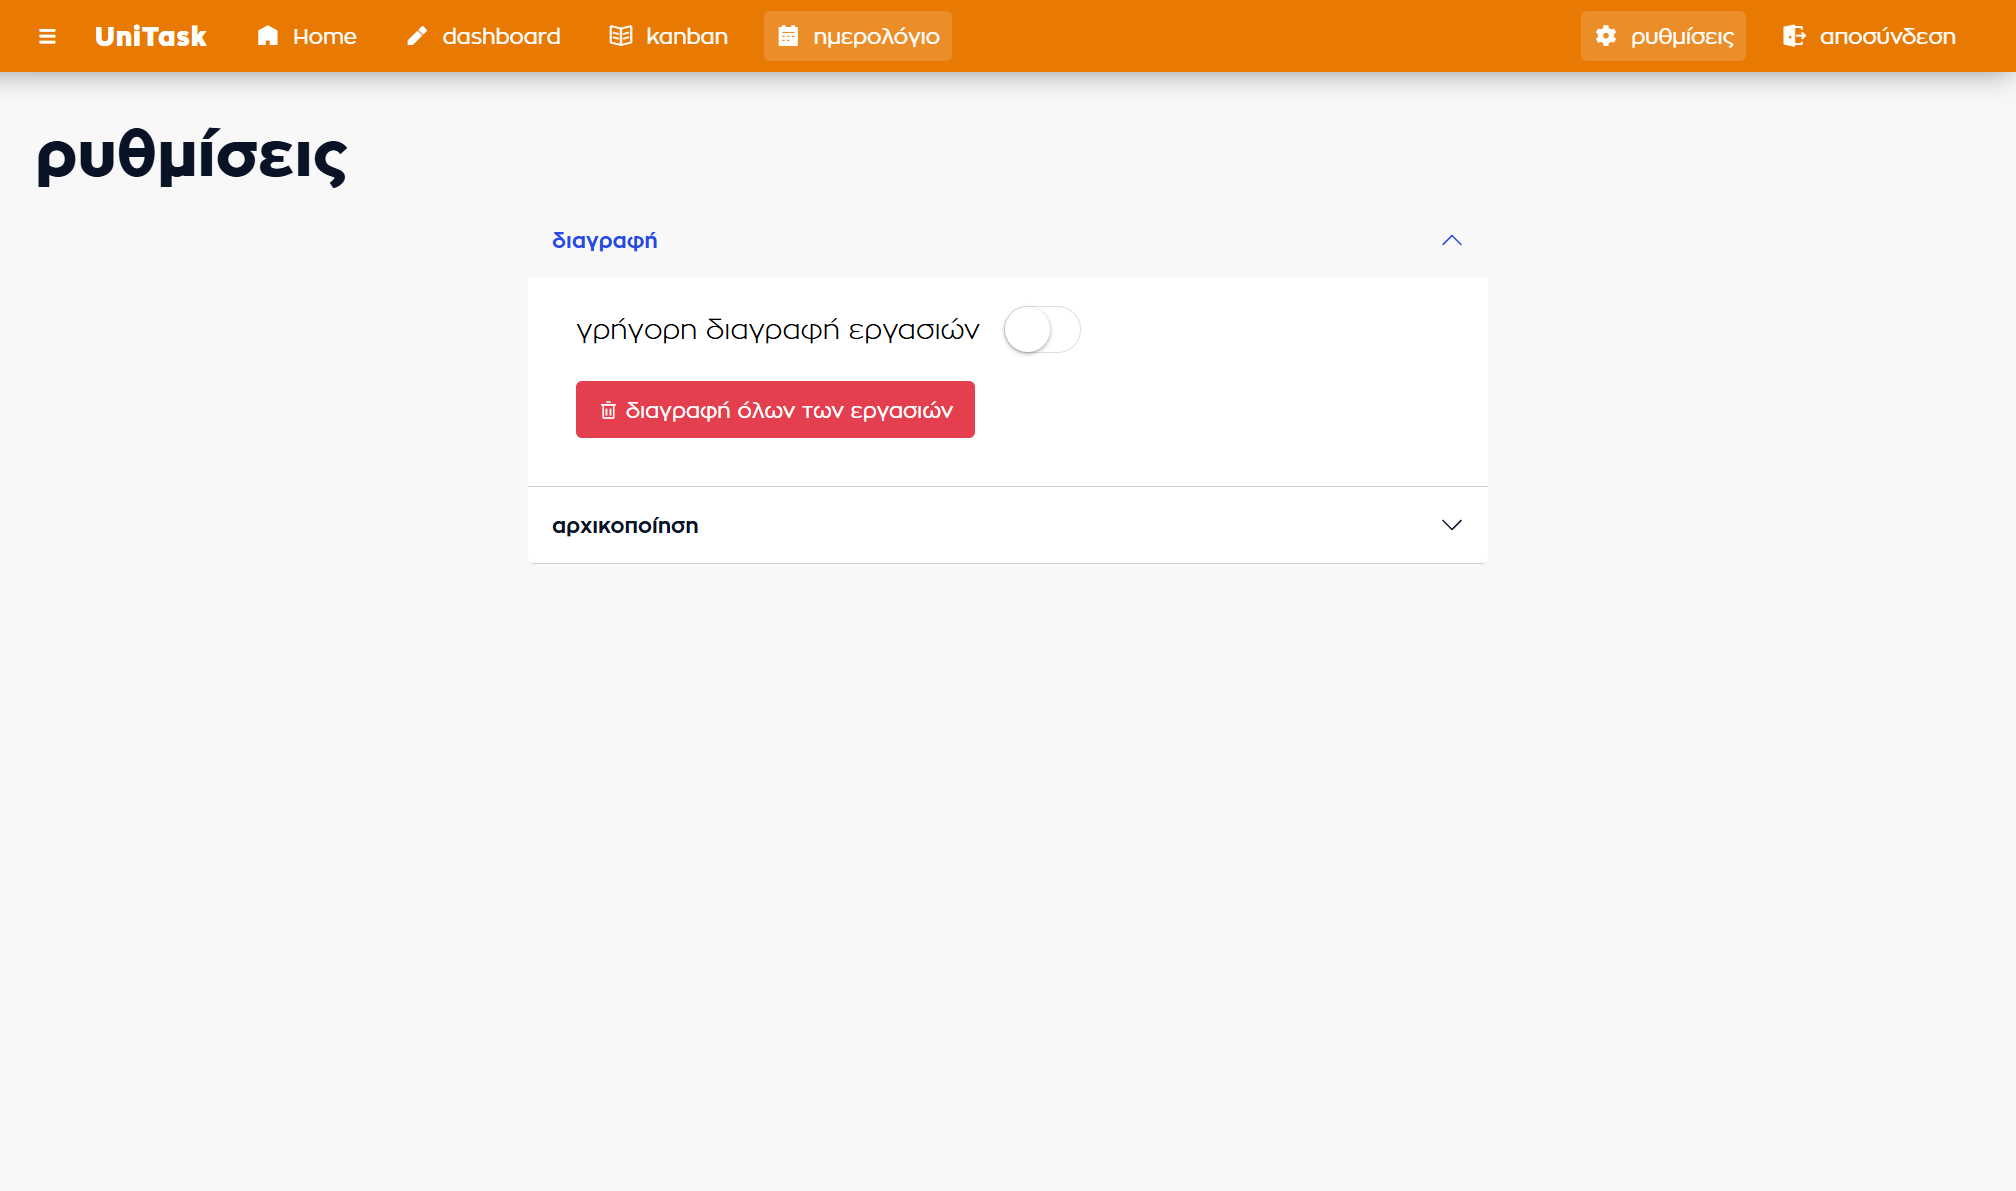 UniTask Home dashboard kanban ημερολόγιο ρυθμίσεις αποσύνδεση
ρυθμίσεις
διαγραφή
γρήγορη διαγραφή εργασιών
διαγραφή όλων των εργασιών
αρχικοποίηση